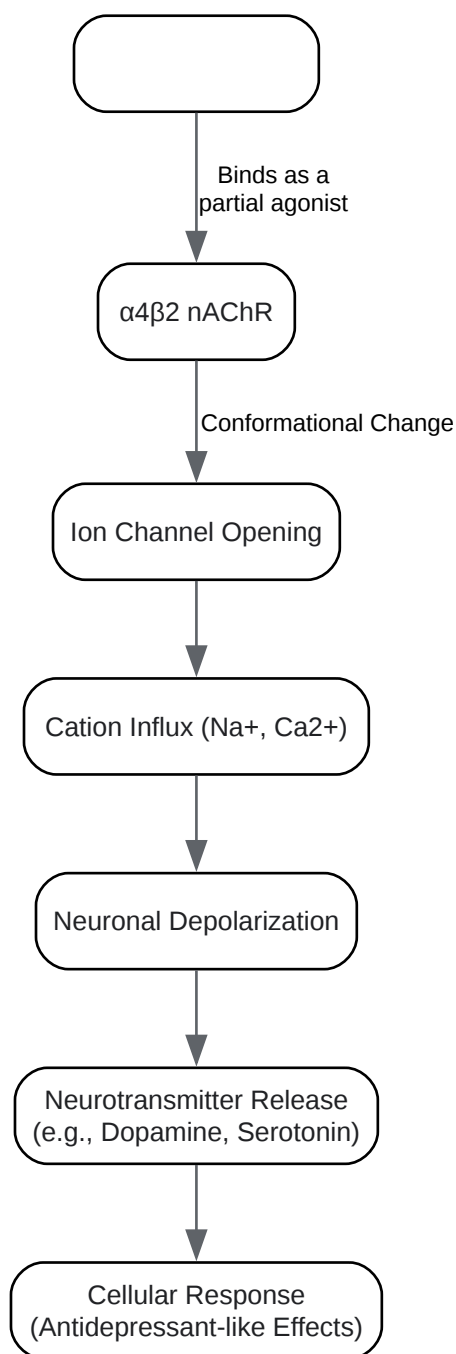 Binds as a
partial agonist
α4β2 nAChR
Conformational Change
Ion Channel Opening
Cation Influx (Na+, Ca2+)
Neuronal Depolarization
Neurotransmitter Release
(e.g., Dopamine, Serotonin)
Cellular Response
(Antidepressant-like Effects)